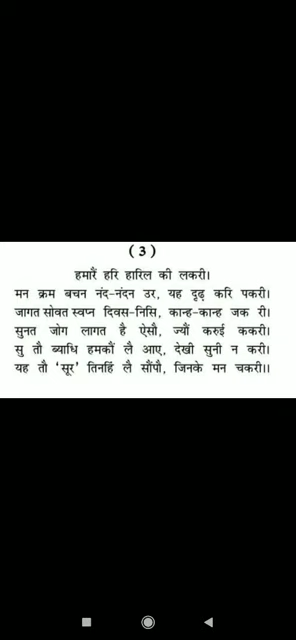 (3)
हमारैं हरि हारिल की लकरी।
मन क्रम बचन नंद-नंदन उर, यह दृढ़ करि पकरी।
जागत सोवत स्वप्न दिवस-निसि, कान्ह-कान्ह जक री।
सुनत जोग लागत है ऐसौ, ज्यौं करुई ककरी।
सु तौ ब्याधि हमकौं लै आए, देखी सुनी न करी।
यह तौ ‘सूर’ तिनहिं लै सौंपौ, जिनके मन चकरी।।